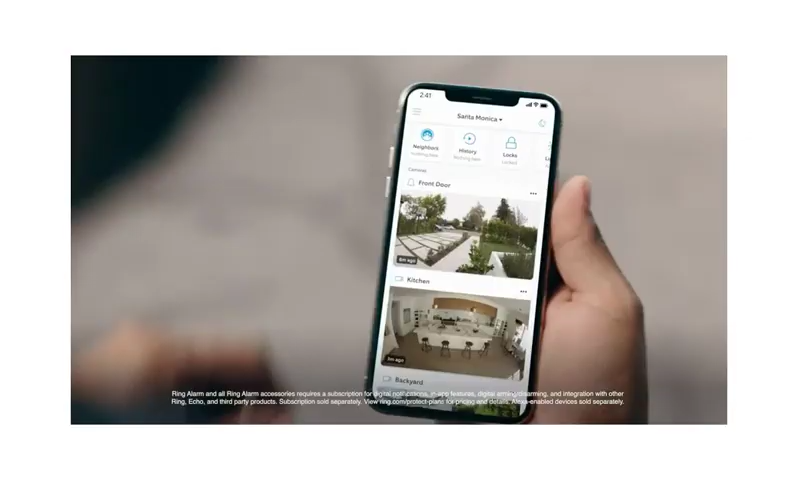 2:41
Santa Monica
Neighbors
History
Locks
Locked
Cameras
Front Door
6m ago
Kitchen
Backyard
Ring Alarm and all Ring Alarm accessories requires a subscription for digital notifications, in-app features, digital arming/disarming, and integration with other
Ring, Echo, and third party products. Subscription sold separately. View ring.com/protect-plans for pricing and details. Alexa-enabled devices sold separately.